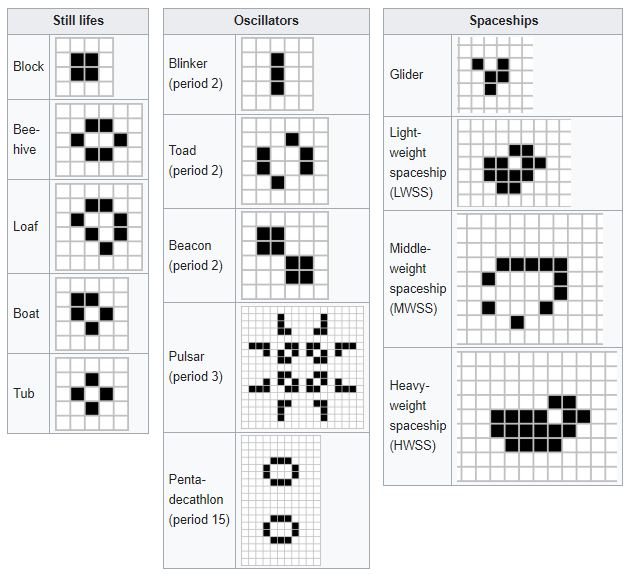 Still lifes
Block
Bee-
hive
Loaf
Boat
Tub
Oscillators
Blinker
(period 2)
Toad
(period 2)
Beacon
(period 2)
Pulsar
(period 3)
Penta-
decathlon
(period 15)
Spaceships
Glider
Light-
weight
spaceship
(LWSS)
Middle-
weight
spaceship
(MWSS)
Heavy-
weight
spaceship
(HWSS)